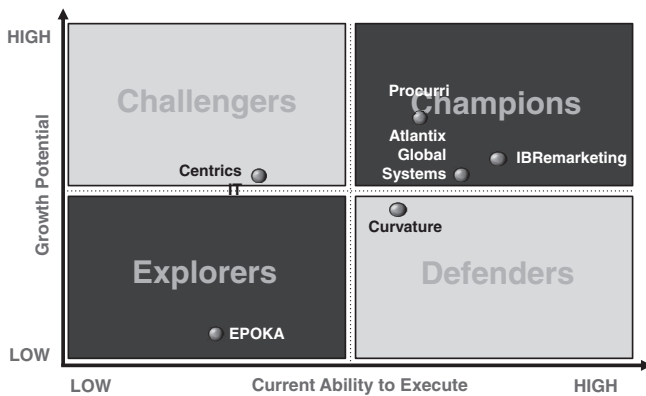 HIGH
Challengers
Procurri
Champions
Atlantix
Global
Systems
IBRemarketing
Centrics
IT
Growth Potential
Curvature
Explorers
Defenders
EPOKA
LOW
LOW
Current Ability to Execute
HIGH